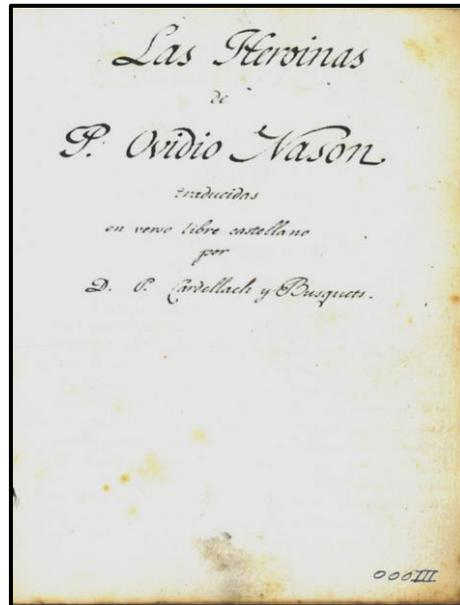 Las Heroinas
de
P. Ovidio Nason
traducidas
en verso libre castellano
por
D. P. Cardellach y Busquets.
000III